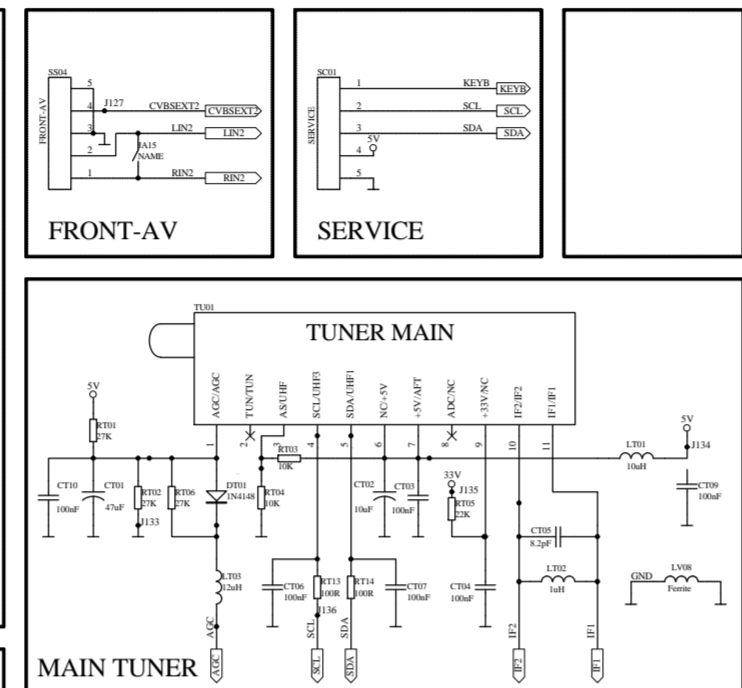 SS04
FRONT-AV
5
4
3
2
1
J127
CVBSEXT2
CVBSEXT2
LIN2
LIN2
JA15
NAME
RIN2
RIN2
FRONT-AV
SC01
SERVICE
1
2
3
4
5
KEYB
KEYB
SCL
SCL
SDA
SDA
5V
SERVICE
TU01
TUNER MAIN
AGC/AGC
TUN/TUN
AS/UHF
SCL/UHF3
SDA/UHF1
NC/+5V
+5V/AFT
ADC/NC
+33V/NC
IF2/IF2
IF1/IF1
1
2
3
4
5
6
7
8
9
10
11
5V
RT01
27K
CT10
100nF
CT01
47uF
RT02
27K
J133
RT06
27K
DT01
1N4148
RT03
10K
RT04
10K
CT02
10uF
CT03
100nF
33V
J135
RT05
22K
LT01
10uH
5V
J134
CT09
100nF
CT05
8.2pF
LT03
12uH
CT06
100nF
RT13
100R
J136
RT14
100R
CT07
100nF
CT04
100nF
LT02
1uH
GND
LV08
Ferrite
AGC
SCL
SDA
IF2
IF1
MAIN TUNER
AGC
SCL
SDA
IF2
IF1